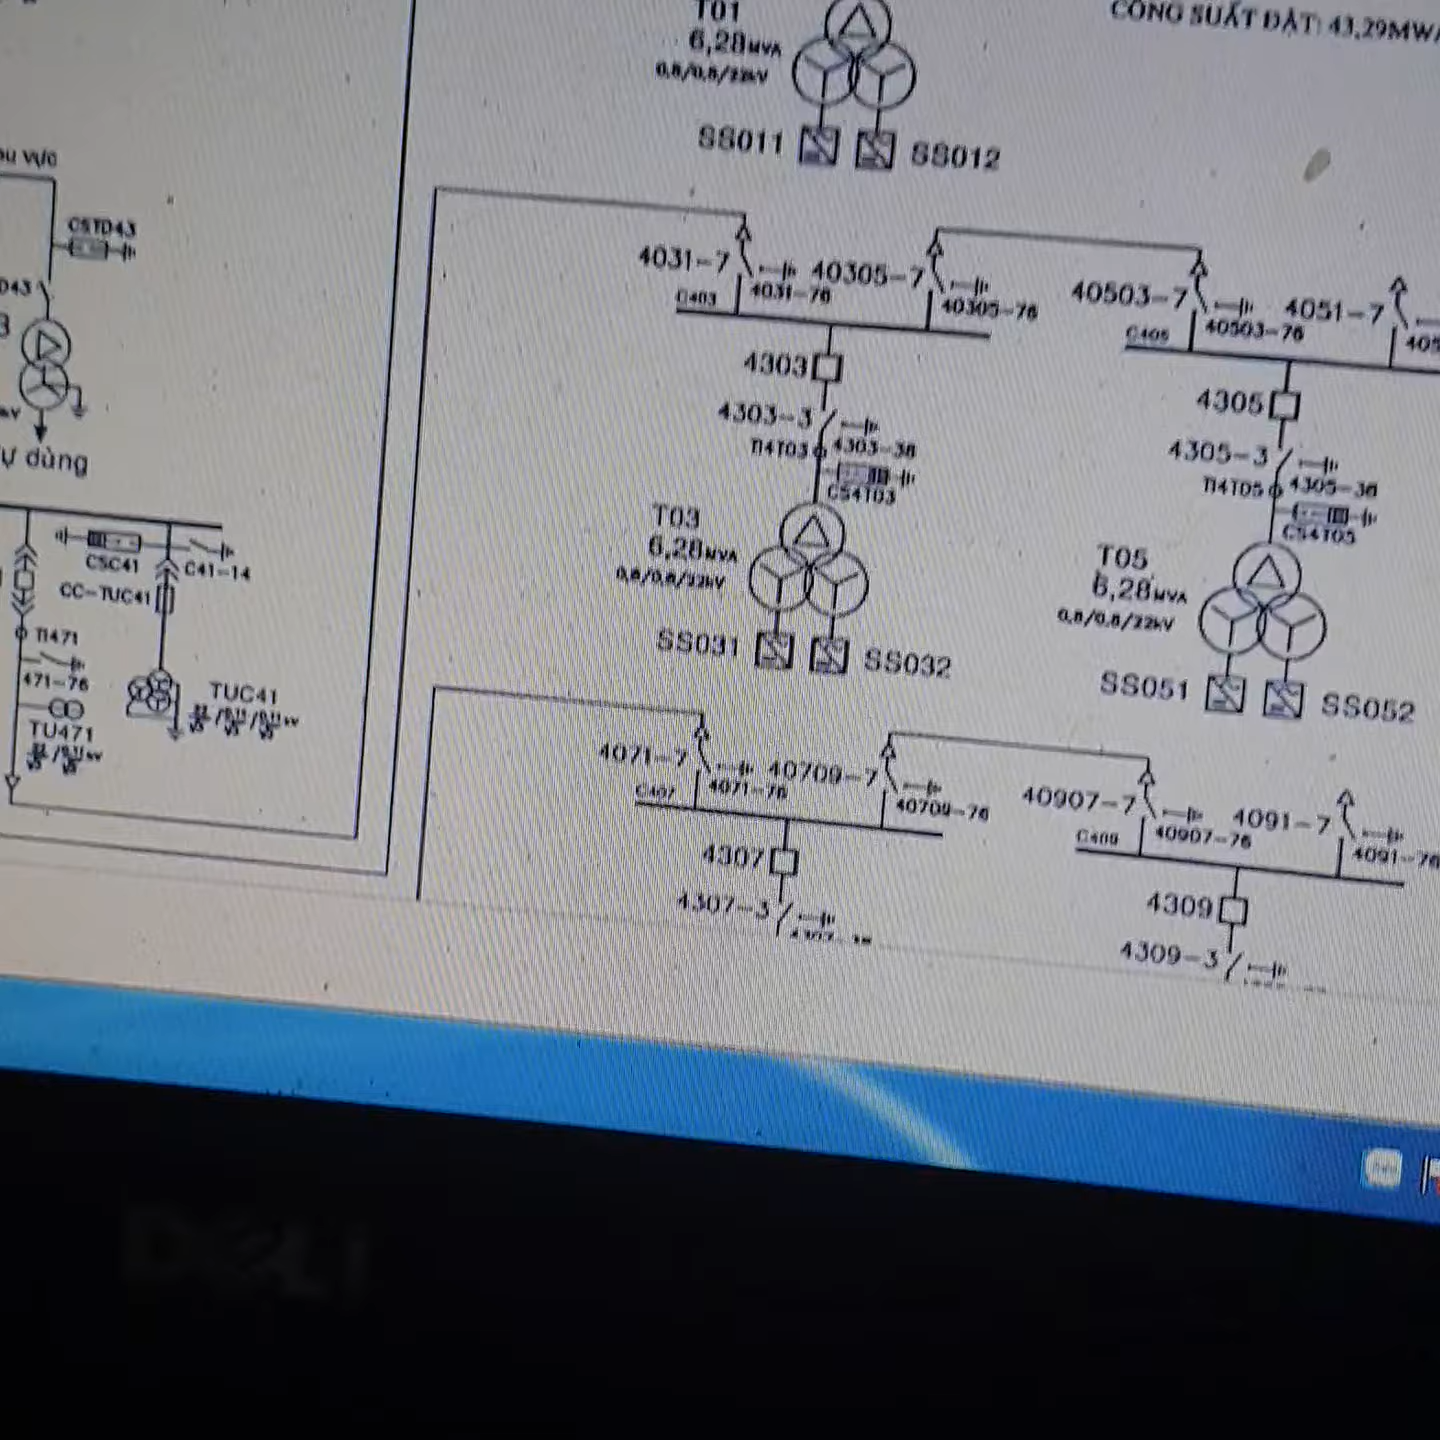 T01
CÔNG SUẤT ĐẶT: 43,29MW
6,28MVA
0,8/0,8/22kV
SS011
SS012
CSTD43
4031-7
4031-76
40305-7
40305-76
C403
40503-7
40503-76
C405
4051-7
4303
4303-3
4303-38
TI4T03
CS4T03
4305
4305-3
4305-38
TI4T05
CS4T05
T03
6,28MVA
0,8/0,8/22kV
SS031
SS032
T05
6,28MVA
0,8/0,8/22kV
SS051
SS052
dùng
CSC41
C41-14
CC-TUC41
TI471
471-76
TU471
TUC41
4071-7
4071-76
40709-7
40709-76
C407
40907-7
40907-76
C409
4091-7
4091-76
4307
4307-3
4309
4309-3
DELL